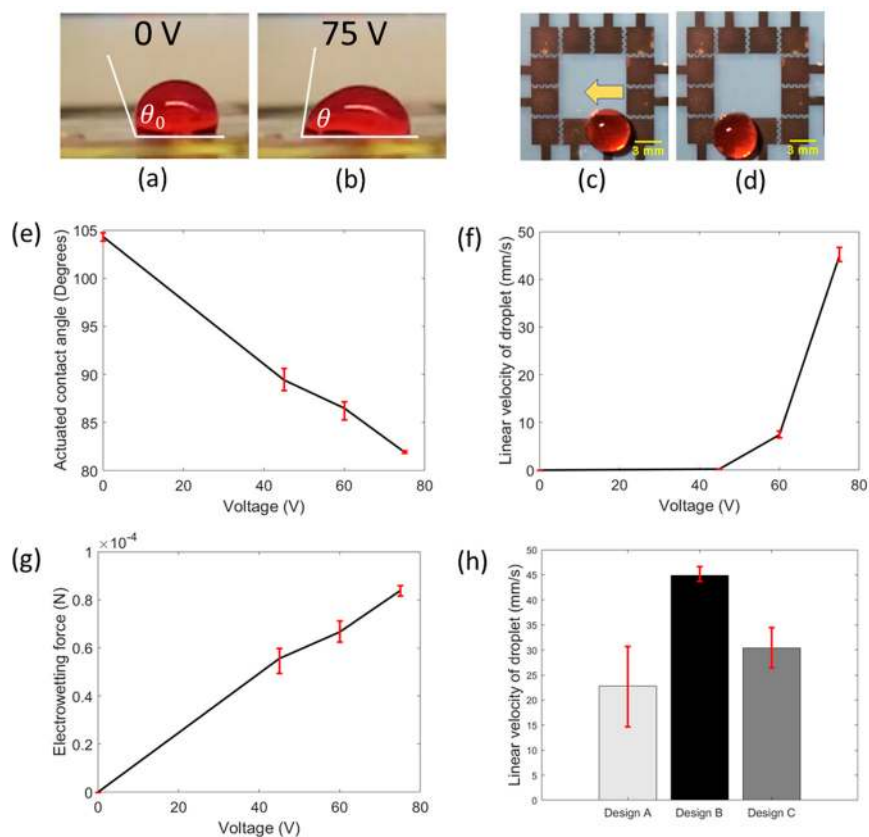 0 V
θ₀
75 V
θ
3 mm
3 mm
(a)
(b)
(c)
(d)
(e)
Actuated contact angle (Degrees)
105
100
95
90
85
80
0
20
40
60
80
Voltage (V)
(f)
Linear velocity of droplet (mm/s)
50
40
30
20
10
0
0
20
40
60
80
Voltage (V)
(g)
×10⁻⁴
Electrowetting force (N)
1
0.8
0.6
0.4
0.2
0
0
20
40
60
80
Voltage (V)
(h)
Linear velocity of droplet (mm/s)
50
45
40
35
30
25
20
15
10
5
0
Design A
Design B
Design C